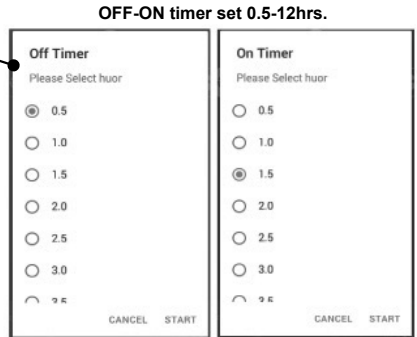 OFF-ON timer set 0.5-12hrs.
Off Timer
Please Select huor
0.5
1.0
1.5
2.0
2.5
3.0
CANCEL START
On Timer
Please Select huor
0.5
1.0
1.5
2.0
2.5
3.0
CANCEL START